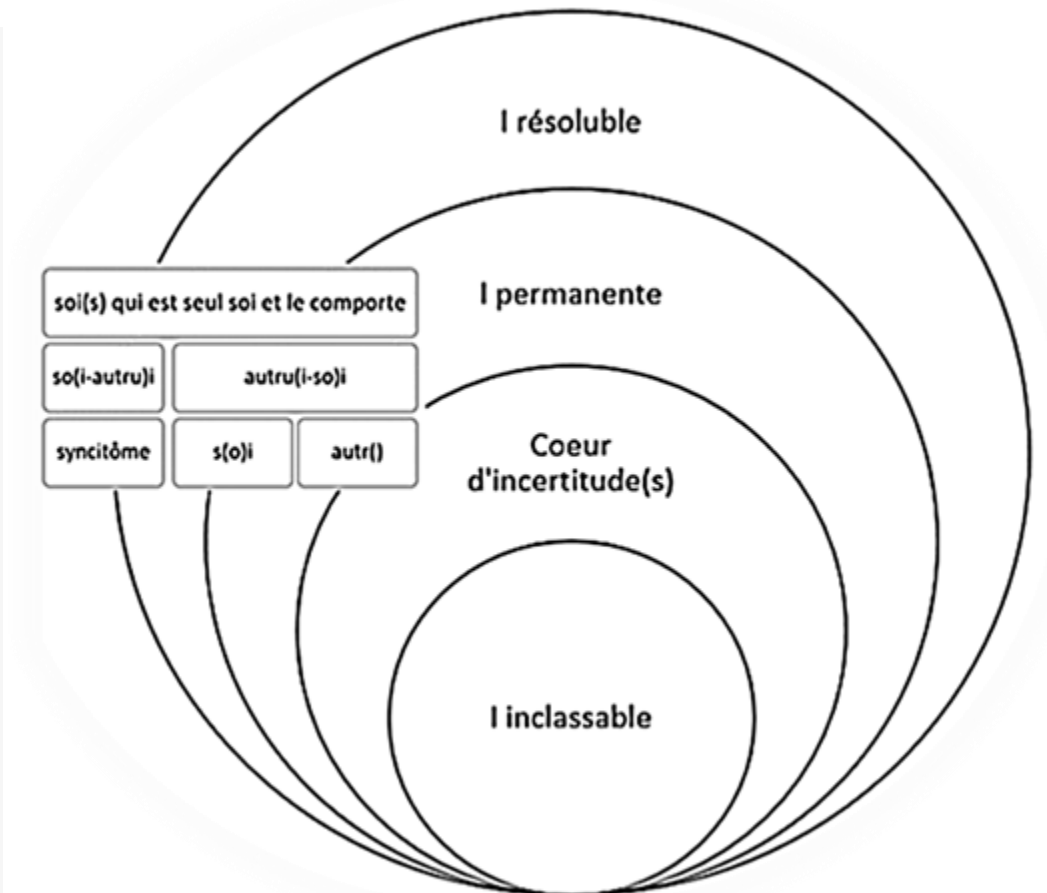 I résoluble
I permanente
soi(s) qui est seul soi et le comporte
so(i-autru)i
autru(i-so)i
syncitôme
s(o)i
autr()
Coeur
d'incertitude(s)
I inclassable